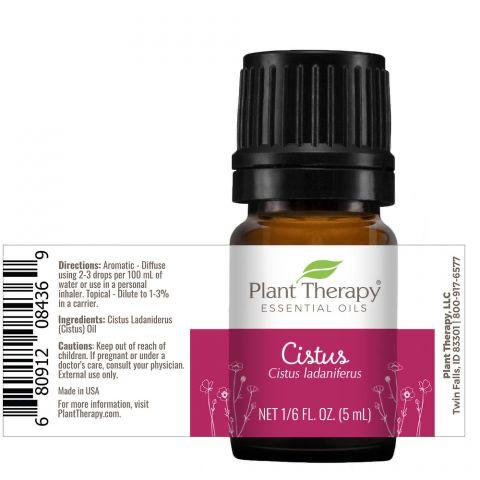 6 80912 08436 9
Directions: Aromatic - Diffuse
using 2-3 drops per 100 mL of
water or use in a personal
inhaler. Topical - Dilute to 1-3%
in a carrier.
Ingredients: Cistus Ladaniderus
(Cistus) Oil
Cautions: Keep out of reach of
children. If pregnant or under a
doctor's care, consult your physician.
External use only.
Made in USA
For more information, visit
PlantTherapy.com.
Plant Therapy®
ESSENTIAL OILS
Cistus
Cistus ladaniferus
NET 1/6 FL. OZ. (5 mL)
Plant Therapy, LLC
Twin Falls, ID 83301 | 800-917-6577